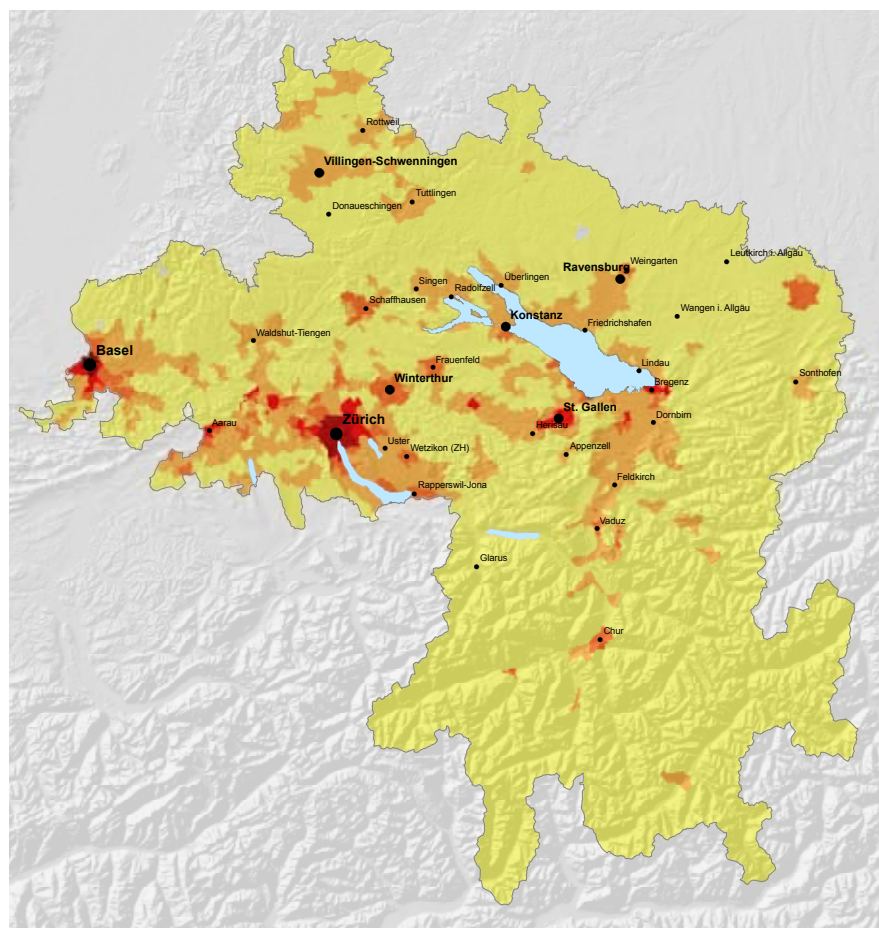 Rottweil
Villingen-Schwenningen
Tuttlingen
Donaueschingen
Leutkirch i. Allgäu
Weingarten
Ravensburg
Überlingen
Singen
Radolfzell
Schaffhausen
Wangen i. Allgäu
Konstanz
Friedrichshafen
Waldshut-Tiengen
Basel
Frauenfeld
Lindau
Sonthofen
Winterthur
Bregenz
St. Gallen
Zürich
Dornbirn
Aarau
Herisau
Uster
Wetzikon (ZH)
Appenzell
Rapperswil-Jona
Feldkirch
Vaduz
Glarus
Chur